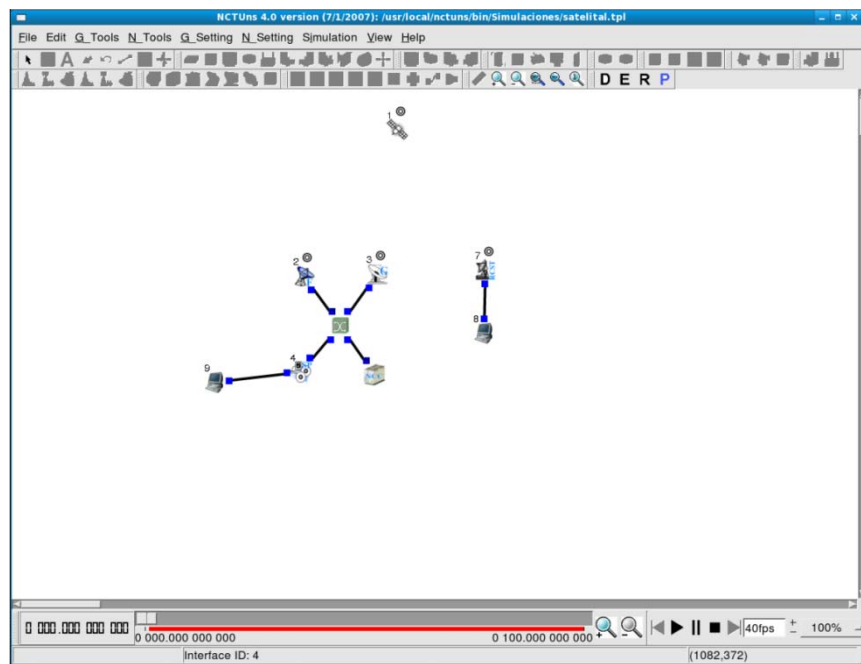 NCTUns 4.0 version (7/1/2007): /usr/local/nctuns/bin/Simulaciones/satelital.tpl
File Edit G_Tools N_Tools G_Setting N_Setting Simulation View Help
A
D E R P
1
2
3
7
8
4
NCC
9
0 000.000 000 000
0 000.000 000 000
0 100.000 000 000
40fps
100%
Interface ID: 4
(1082,372)